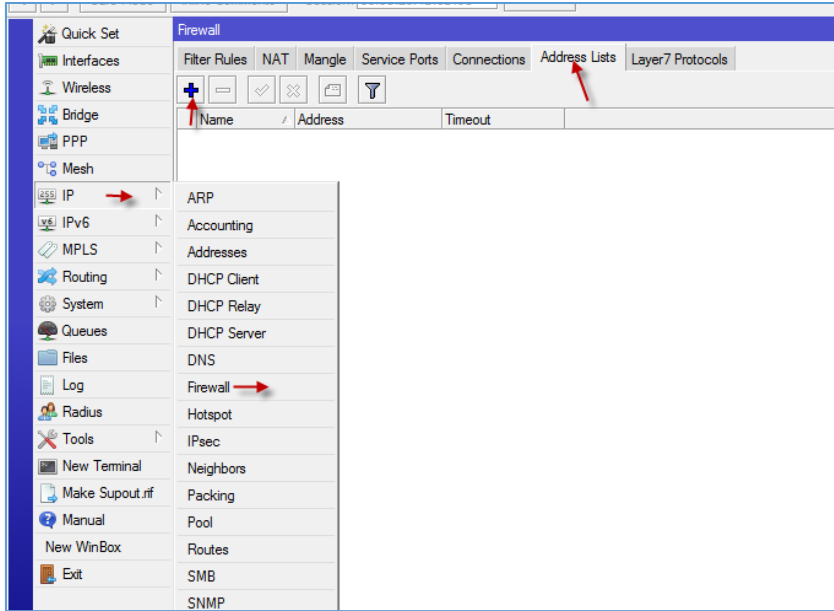 Quick Set
Interfaces
Wireless
Bridge
PPP
Mesh
IP
IPv6
MPLS
Routing
System
Queues
Files
Log
Radius
Tools
New Terminal
Make Supout.rif
Manual
New WinBox
Exit
Firewall
Filter Rules NAT Mangle Service Ports Connections Address Lists Layer7 Protocols
Name Address Timeout
ARP
Accounting
Addresses
DHCP Client
DHCP Relay
DHCP Server
DNS
Firewall
Hotspot
IPsec
Neighbors
Packing
Pool
Routes
SMB
SNMP